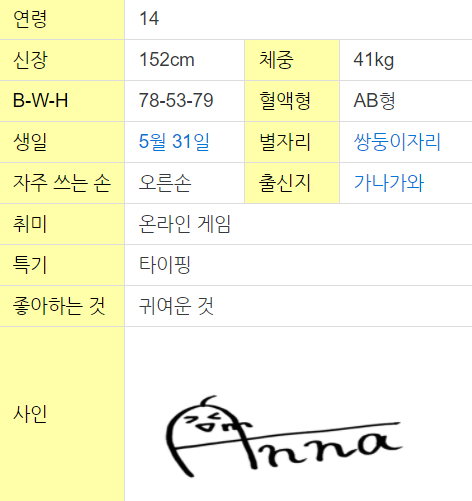 연령 14
신장 152cm 체중 41kg
B-W-H 78-53-79 혈액형 AB형
생일 5월 31일 별자리 쌍둥이자리
자주 쓰는 손 오른손 출신지 가나가와
취미 온라인 게임
특기 타이핑
좋아하는 것 귀여운 것
사인 Anna